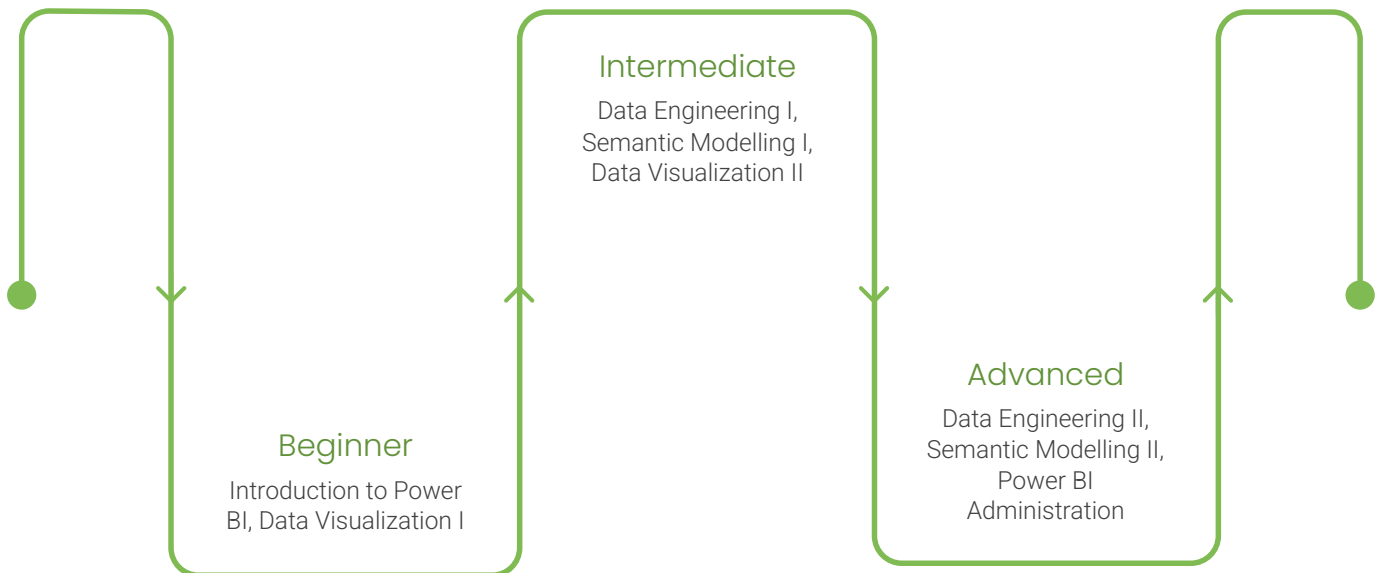 Beginner
Introduction to Power
BI, Data Visualization I
Intermediate
Data Engineering I,
Semantic Modelling I,
Data Visualization II
Advanced
Data Engineering II,
Semantic Modelling II,
Power BI
Administration